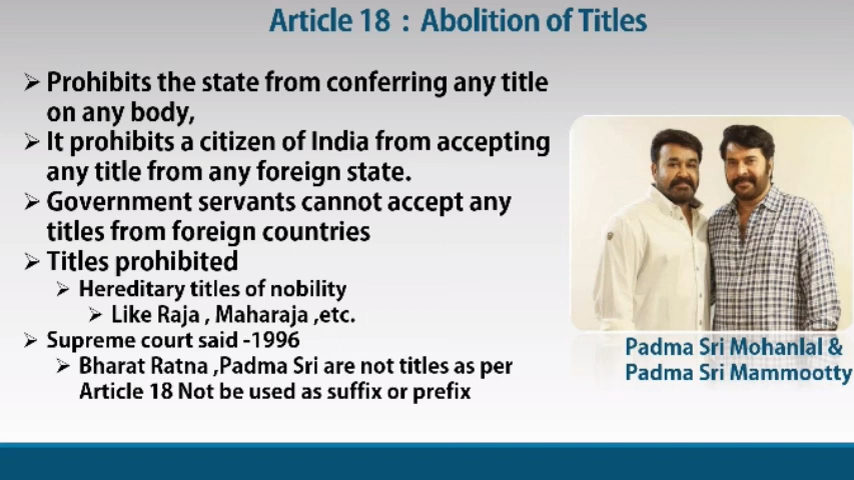 Article 18 : Abolition of Titles
Prohibits the state from conferring any title
on any body,
It prohibits a citizen of India from accepting
any title from any foreign state.
Government servants cannot accept any
titles from foreign countries
Titles prohibited
Hereditary titles of nobility
Like Raja , Maharaja ,etc.
Supreme court said -1996
Bharat Ratna ,Padma Sri are not titles as per
Article 18 Not be used as suffix or prefix
Padma Sri Mohanlal &
Padma Sri Mammootty